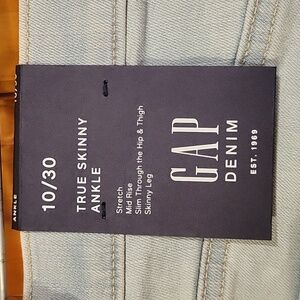 10/30
TRUE SKINNY
ANKLE
Stretch
Mid Rise
Slim Through the Hip & Thigh
Skinny Leg
GAP
DENIM
EST. 1969
ANKLE